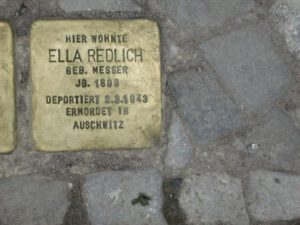 HIER WOHNTE
ELLA REDLICH
GEB. MESSER
JG. 1883
DEPORTIERT 2.3.1943
ERMORDET IN
AUSCHWITZ